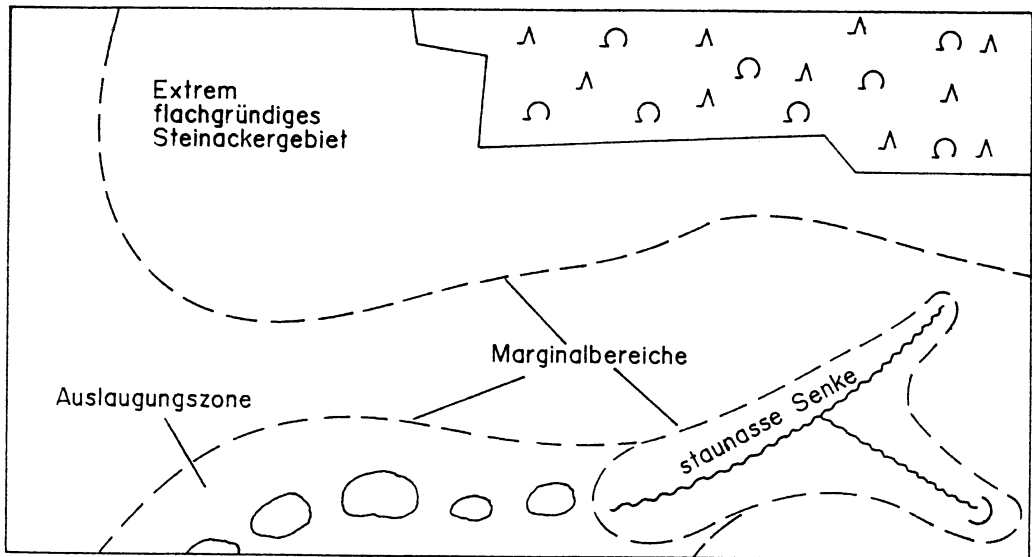 Extrem
flachgründiges
Steinackergebiet
Marginalbereiche
Auslaugungszone
staunasse Senke